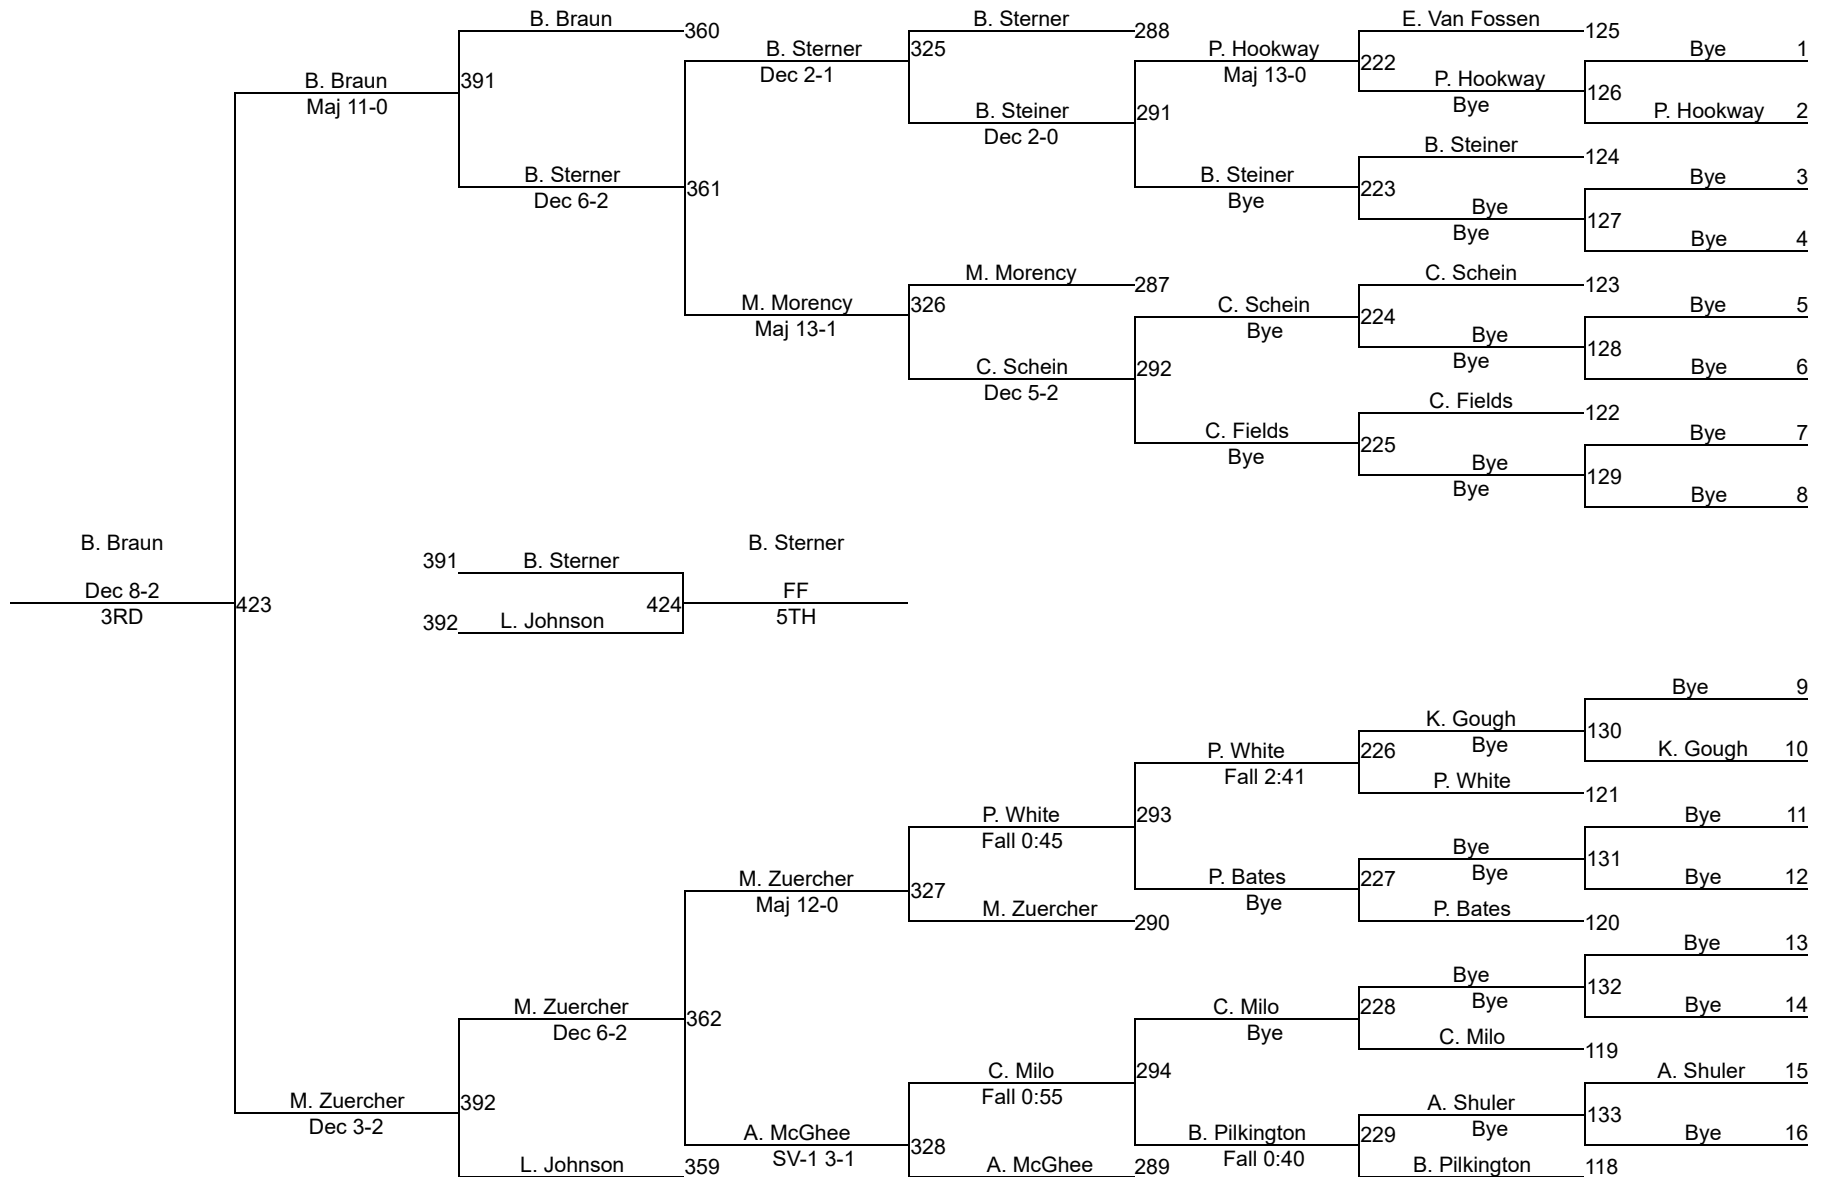 B. Braun
360
B. Sterner
288
E. Van Fossen
125
Bye 1
391
B. Sterner
Dec 2-1
325
P. Hookway
Maj 13-0
222
P. Hookway
Bye
126
B. Braun
Maj 11-0
B. Steiner
Dec 2-0
291
P. Hookway 2
B. Steiner
124
B. Sterner
Dec 6-2
361
B. Steiner
Bye
223
Bye 3
Bye
Bye
127
Bye 4
M. Morency
287
C. Schein
123
M. Morency
Maj 13-1
326
C. Schein
Bye
224
Bye 5
Bye
Bye
128
C. Schein
Dec 5-2
292
Bye 6
C. Fields
122
C. Fields
Bye
225
Bye 7
Bye
Bye
129
Bye 8
B. Braun
391 B. Sterner
B. Sterner
Dec 8-2
3RD
423
424
FF
5TH
392 L. Johnson
Bye 9
K. Gough
Bye
130
P. White
Fall 2:41
226
K. Gough 10
P. White
121
P. White
Fall 0:45
293
Bye 11
Bye
Bye
131
M. Zuercher
Maj 12-0
327
P. Bates
Bye
227
Bye 12
M. Zuercher
290
P. Bates
120
Bye 13
Bye
Bye
132
M. Zuercher
Dec 6-2
362
C. Milo
Bye
228
Bye 14
C. Milo
119
C. Milo
Fall 0:55
294
A. Shuler 15
M. Zuercher
Dec 3-2
392
A. Shuler
Bye
133
A. McGhee
SV-1 3-1
328
B. Pilkington
Fall 0:40
229
Bye 16
L. Johnson
359
A. McGhee
289
B. Pilkington
118